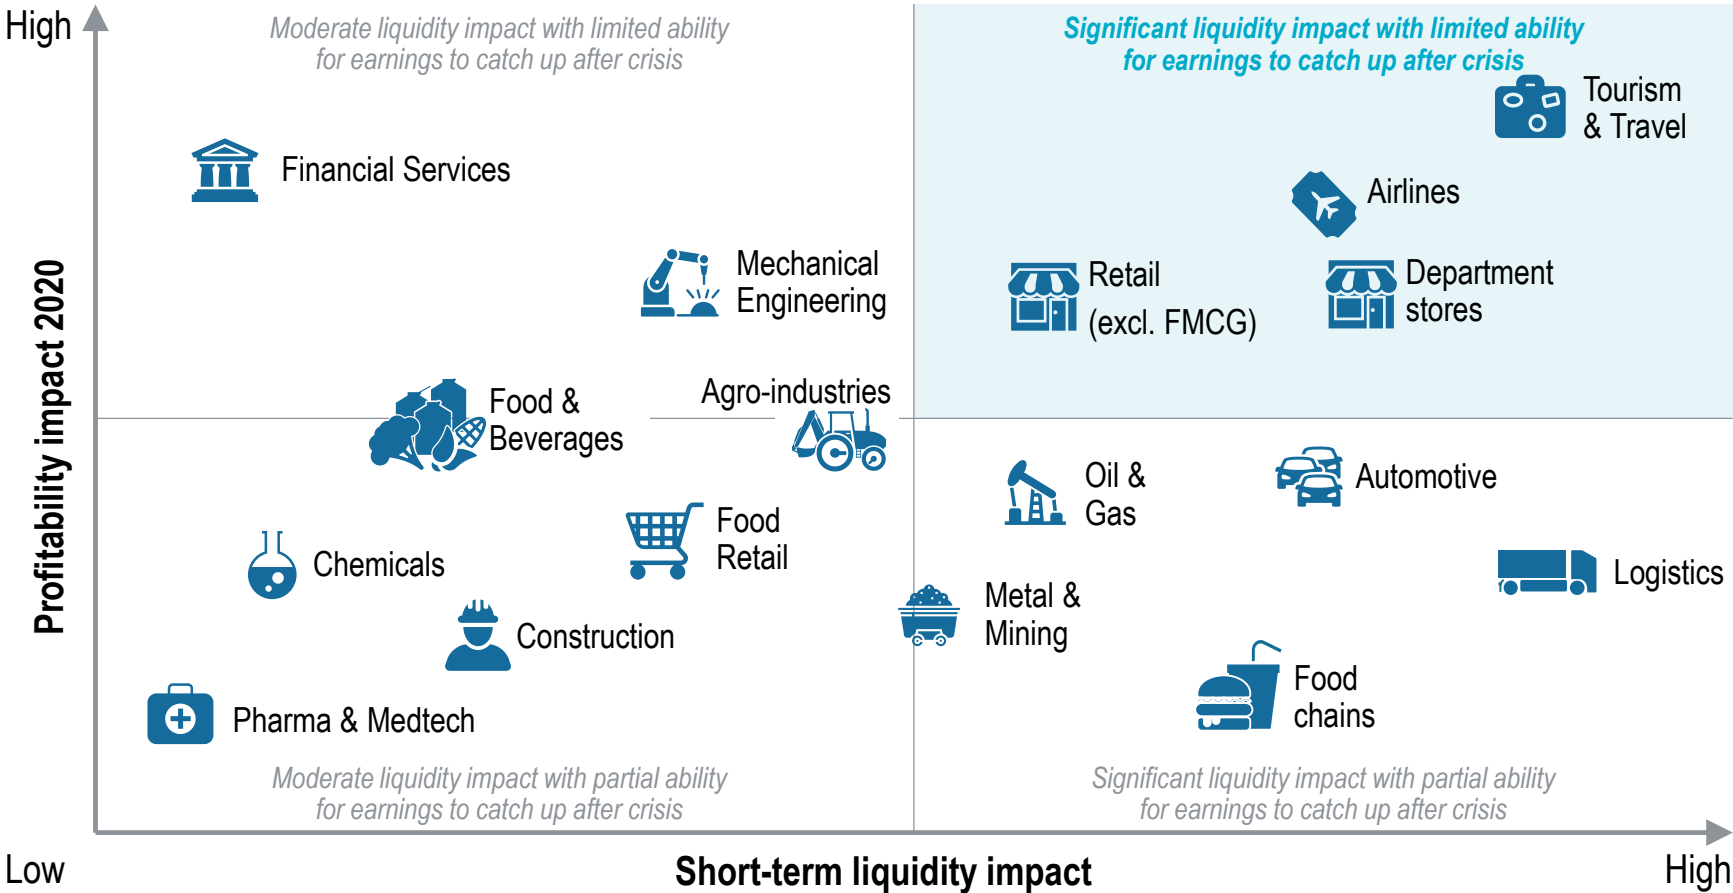 High
Moderate liquidity impact with limited ability
for earnings to catch up after crisis
Significant liquidity impact with limited ability
for earnings to catch up after crisis
Tourism
& Travel
Financial Services
Airlines
Mechanical
Engineering
Retail
(excl. FMCG)
Department
stores
Profitability impact 2020
Food &
Beverages
Agro-industries
Oil &
Gas
Automotive
Chemicals
Food
Retail
Logistics
Construction
Metal &
Mining
Pharma & Medtech
Food
chains
Moderate liquidity impact with partial ability
for earnings to catch up after crisis
Significant liquidity impact with partial ability
for earnings to catch up after crisis
Low
Short-term liquidity impact
High